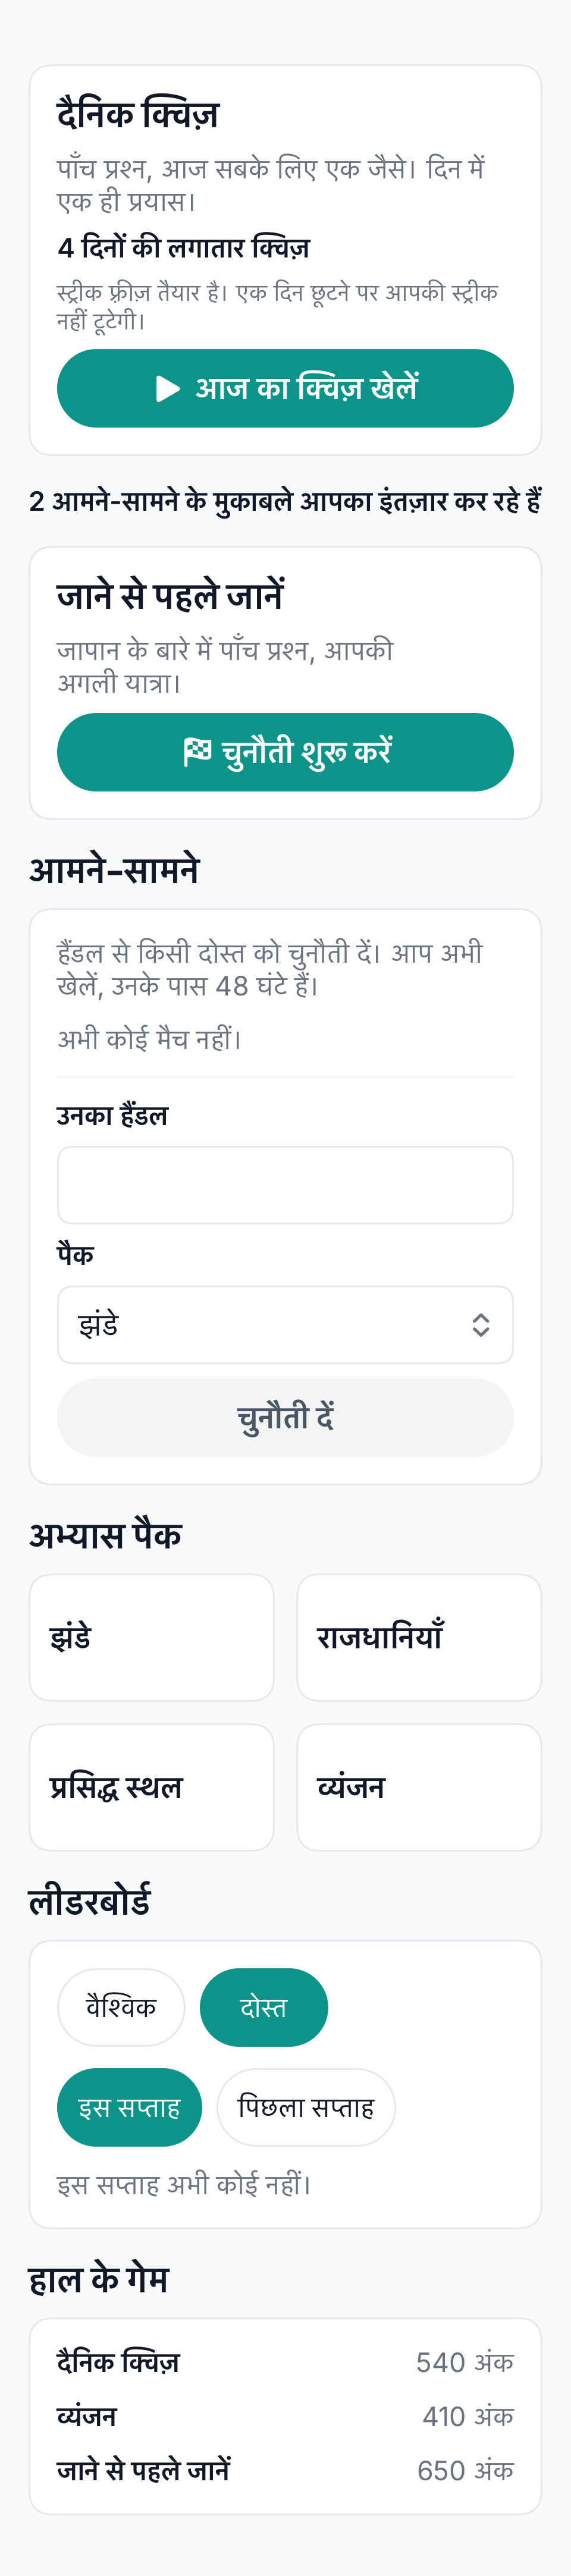 दैनिक क्विज़
पाँच प्रश्न, आज सबके लिए एक जैसे। दिन में
एक ही प्रयास।
4 दिनों की लगातार क्विज़
स्ट्रीक फ़्रीज़ तैयार है। एक दिन छूटने पर आपकी स्ट्रीक
नहीं टूटेगी।
आज का क्विज़ खेलें
2 आमने-सामने के मुकाबले आपका इंतज़ार कर रहे हैं
जाने से पहले जानें
जापान के बारे में पाँच प्रश्न, आपकी
अगली यात्रा।
चुनौती शुरू करें
आमने-सामने
हैंडल से किसी दोस्त को चुनौती दें। आप अभी
खेलें, उनके पास 48 घंटे हैं।
अभी कोई मैच नहीं।
उनका हैंडल
पैक
झंडे
चुनौती दें
अभ्यास पैक
झंडे
राजधानियाँ
प्रसिद्ध स्थल
व्यंजन
लीडरबोर्ड
वैश्विक
दोस्त
इस सप्ताह
पिछला सप्ताह
इस सप्ताह अभी कोई नहीं।
हाल के गेम
दैनिक क्विज़ 540 अंक
व्यंजन 410 अंक
जाने से पहले जानें 650 अंक